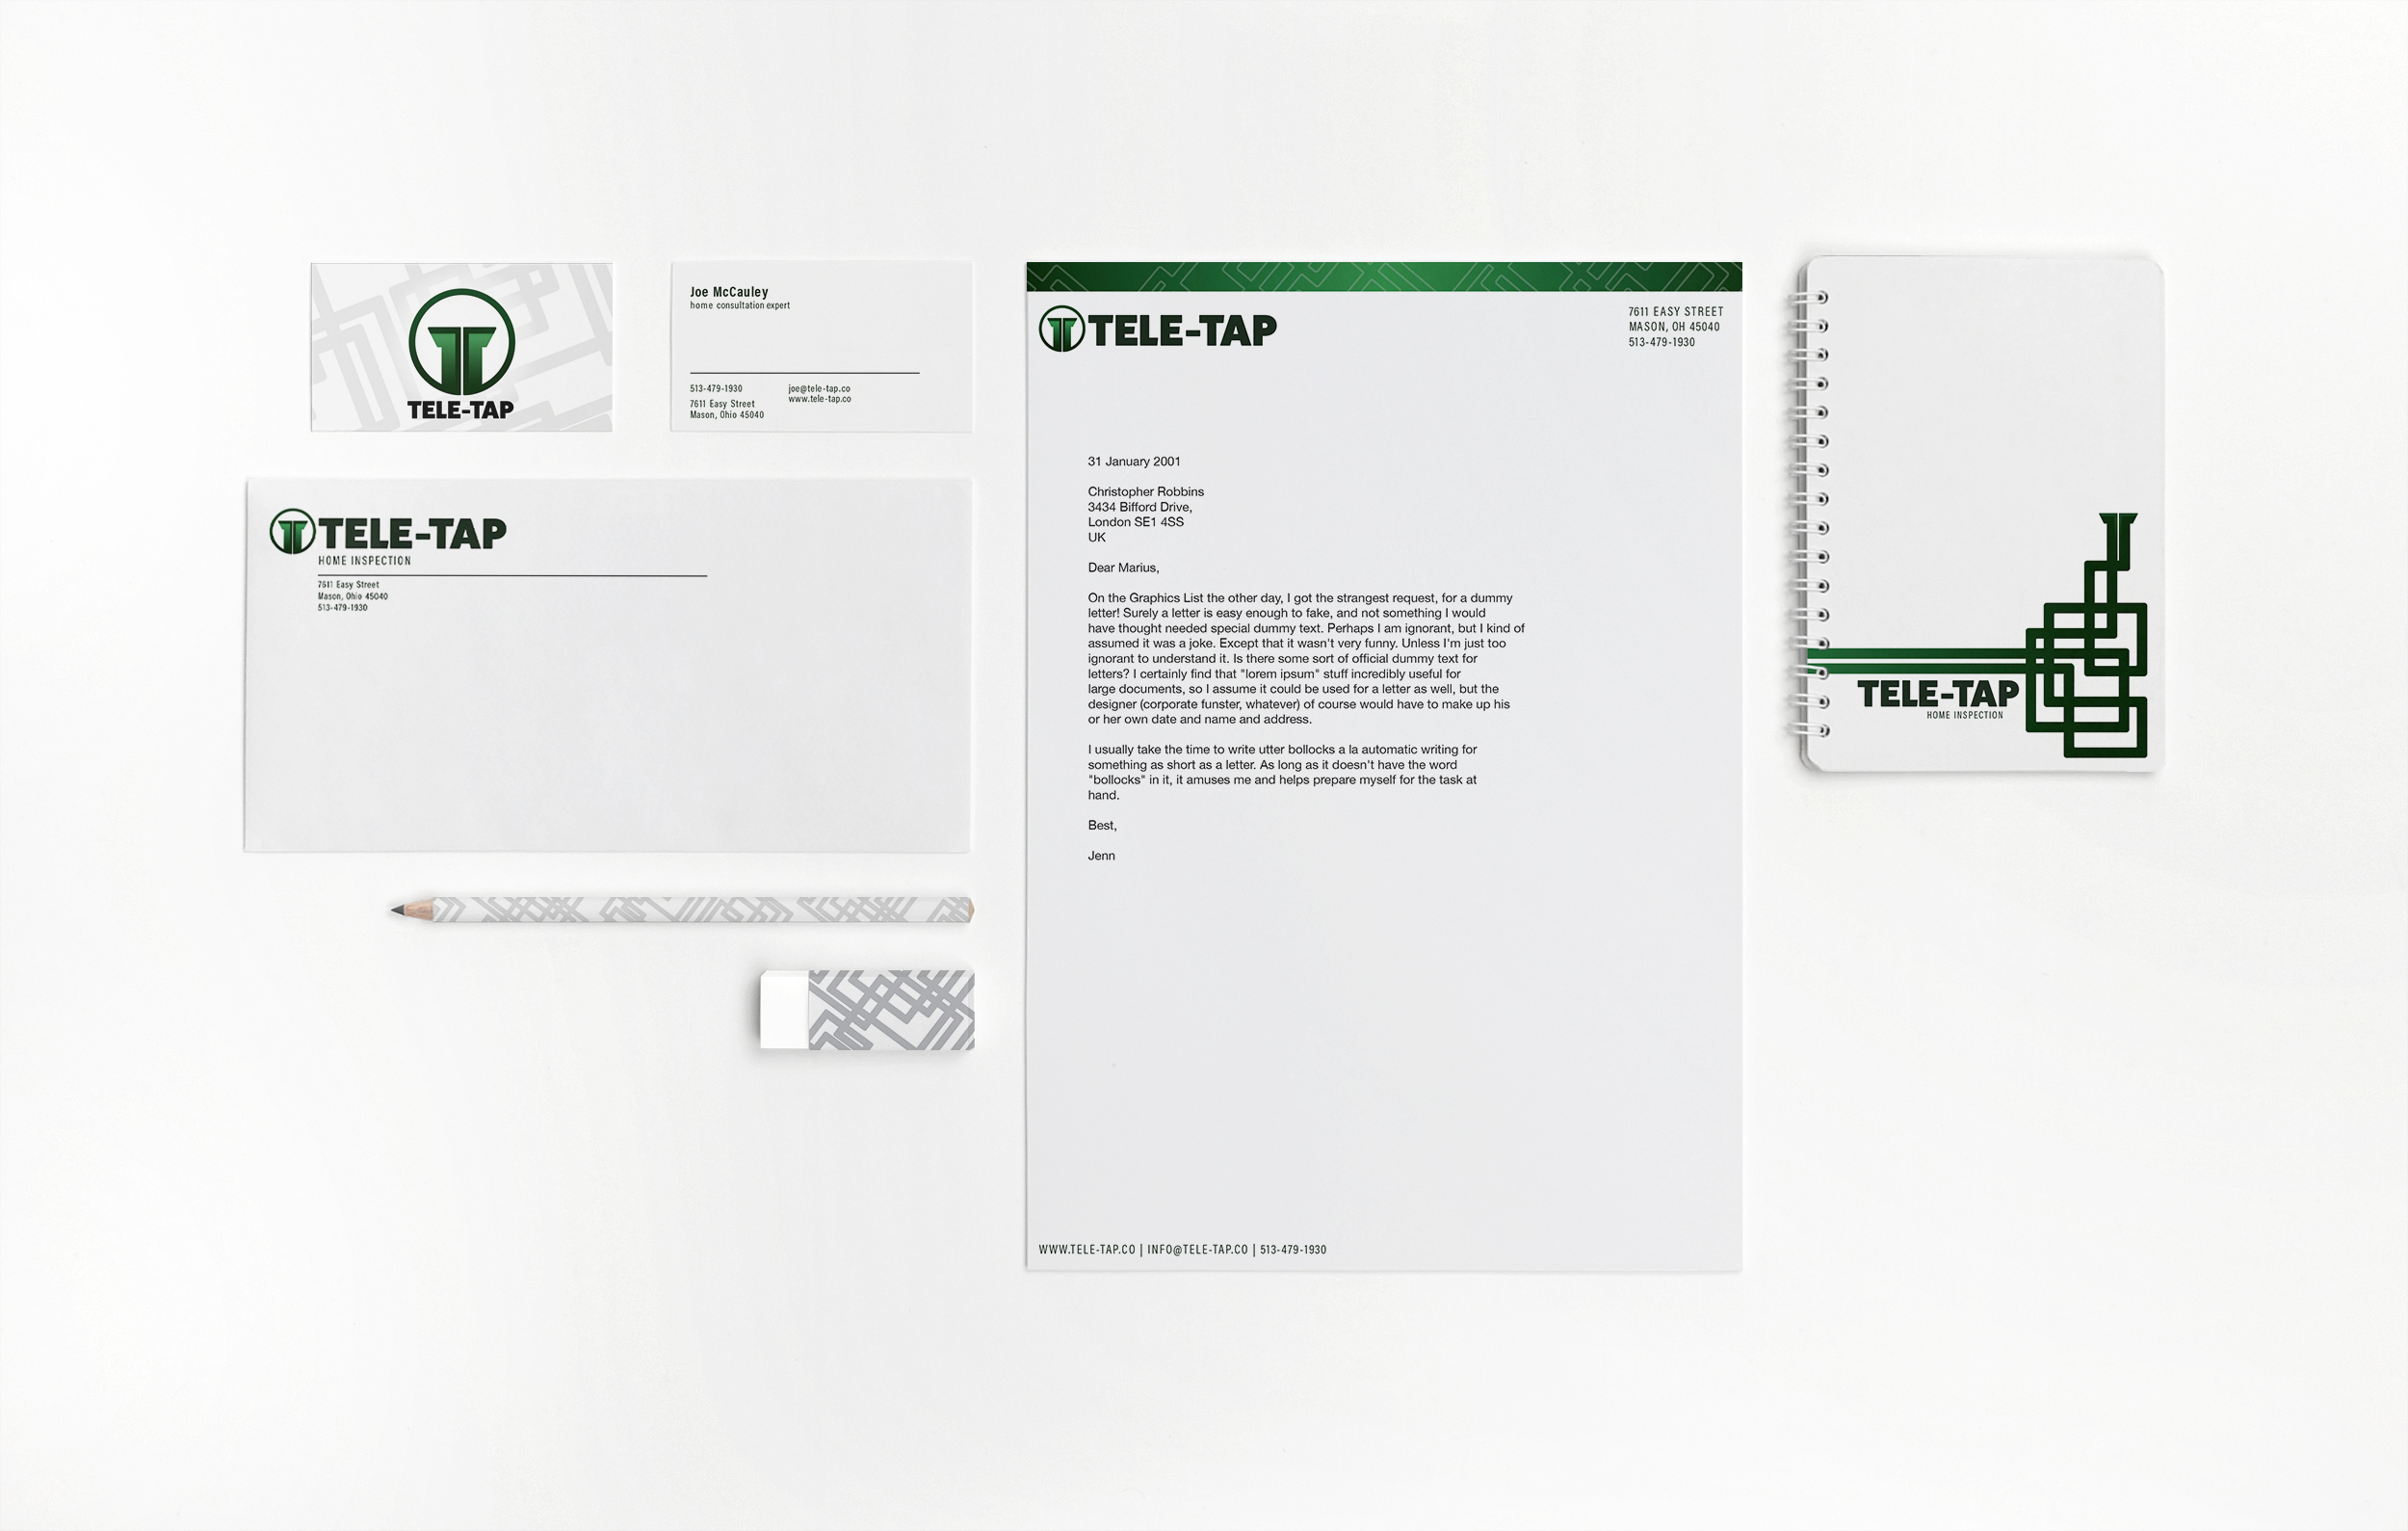 TELE-TAP
Joe McCauley
home consultation expert
513-479-1930
7611 Easy Street
Mason, Ohio 45040
joe@tele-tap.co
www.tele-tap.co
TELE-TAP
HOME INSPECTION
7611 Easy Street
Mason, Ohio 45040
513-479-1930
TELE-TAP
7611 EASY STREET
MASON, OH 45040
513-479-1930
31 January 2001
Christopher Robbins
3434 Bifford Drive,
London SE1 4SS
UK
Dear Marius,
On the Graphics List the other day, I got the strangest request, for a dummy
letter! Surely a letter is easy enough to fake, and not something I would
have thought needed special dummy text. Perhaps I am ignorant, but I kind of
assumed it was a joke. Except that it wasn't very funny. Unless I'm just too
ignorant to understand it. Is there some sort of official dummy text for
letters? I certainly find that "lorem ipsum" stuff incredibly useful for
large documents, so I assume it could be used for a letter as well, but the
designer (corporate funster, whatever) of course would have to make up his
or her own date and name and address.
I usually take the time to write utter bollocks a la automatic writing for
something as short as a letter. As long as it doesn't have the word
"bollocks" in it, it amuses me and helps prepare myself for the task at
hand.
Best,
Jenn
WWW.TELE-TAP.CO | INFO@TELE-TAP.CO | 513-479-1930
TELE-TAP
HOME INSPECTION